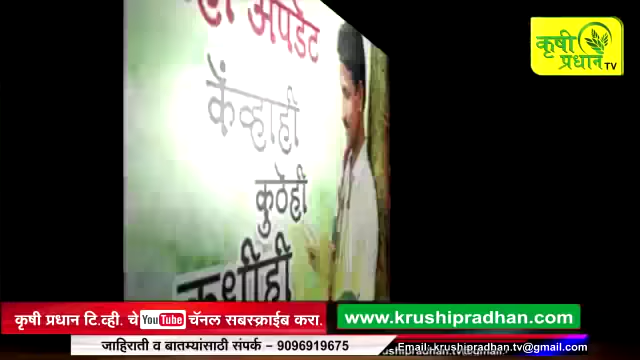 अपडेट
केंव्हाही
कुठेही
कधीही
कृषी
प्रधान TV
कृषी प्रधान टि.व्ही. चे YouTube चॅनल सबस्क्राईब करा.
www.krushipradhan.com
जाहिराती व बातम्यांसाठी संपर्क – 9096919675
email:-krushipradhan.tv@gmail.com